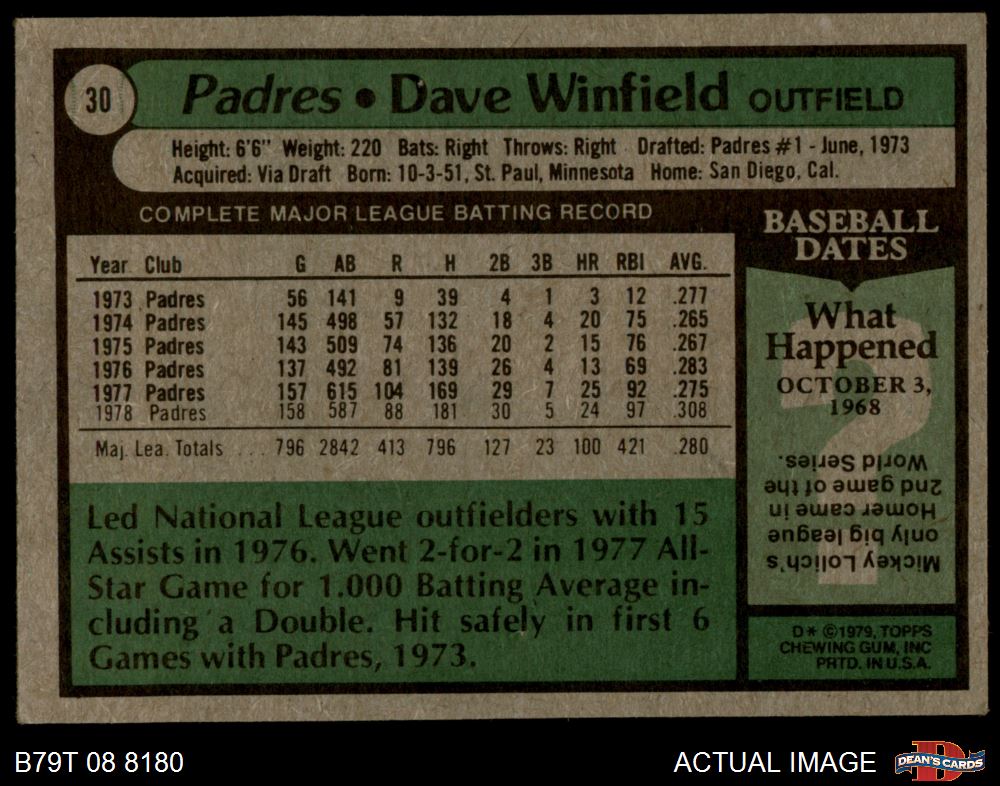 30
Padres • Dave Winfield OUTFIELD
Height: 6'6" Weight: 220 Bats: Right Throws: Right Drafted: Padres #1 - June, 1973
Acquired: Via Draft Born: 10-3-51, St. Paul, Minnesota Home: San Diego, Cal.
COMPLETE MAJOR LEAGUE BATTING RECORD
Year Club G AB R H 2B 3B HR RBI AVG.
1973 Padres 56 141 9 39 4 1 3 12 .277
1974 Padres 145 498 57 132 18 4 20 75 .265
1975 Padres 143 509 74 136 20 2 15 76 .267
1976 Padres 137 492 81 139 26 4 13 69 .283
1977 Padres 157 615 104 169 29 7 25 92 .275
1978 Padres 158 587 88 181 30 5 24 97 .308
Maj. Lea. Totals ... 796 2842 413 796 127 23 100 421 .280
Led National League outfielders with 15
Assists in 1976. Went 2-for-2 in 1977 All-
Star Game for 1.000 Batting Average in-
cluding a Double. Hit safely in first 6
Games with Padres, 1973.
BASEBALL
DATES
What
Happened
OCTOBER 3,
1968
?
Mickey Lolich's
only big league
Homer came in
2nd game of the
World Series.
D* ©1979, TOPPS
CHEWING GUM, INC
PRTD. IN U.S.A.
B79T 08 8180
ACTUAL IMAGE
D
DEAN'S CARDS